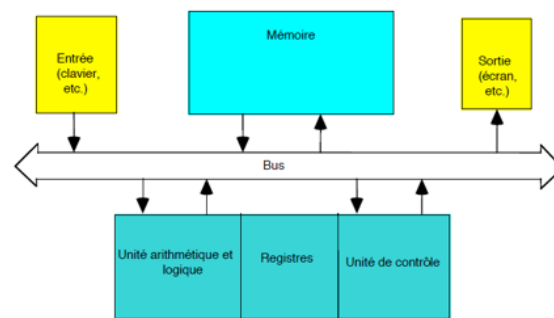 Entrée
(clavier,
etc.)
Mémoire
Sortie
(écran,
etc.)
Bus
Unité arithmétique et
logique
Registres
Unité de contrôle